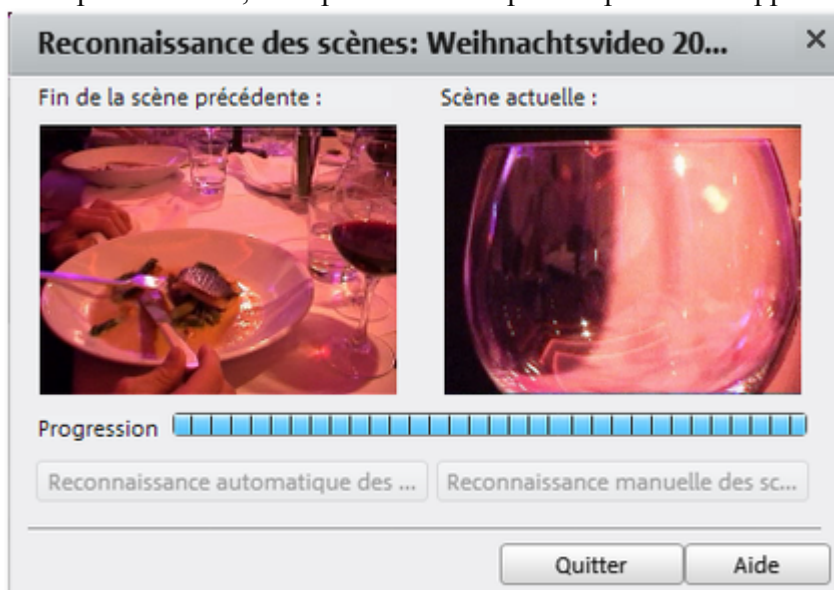 Reconnaissance des scènes: Weihnachtsvideo 20...
Fin de la scène précédente :
Scène actuelle :
Progression
Reconnaissance automatique des ...
Reconnaissance manuelle des sc...
Quitter
Aide